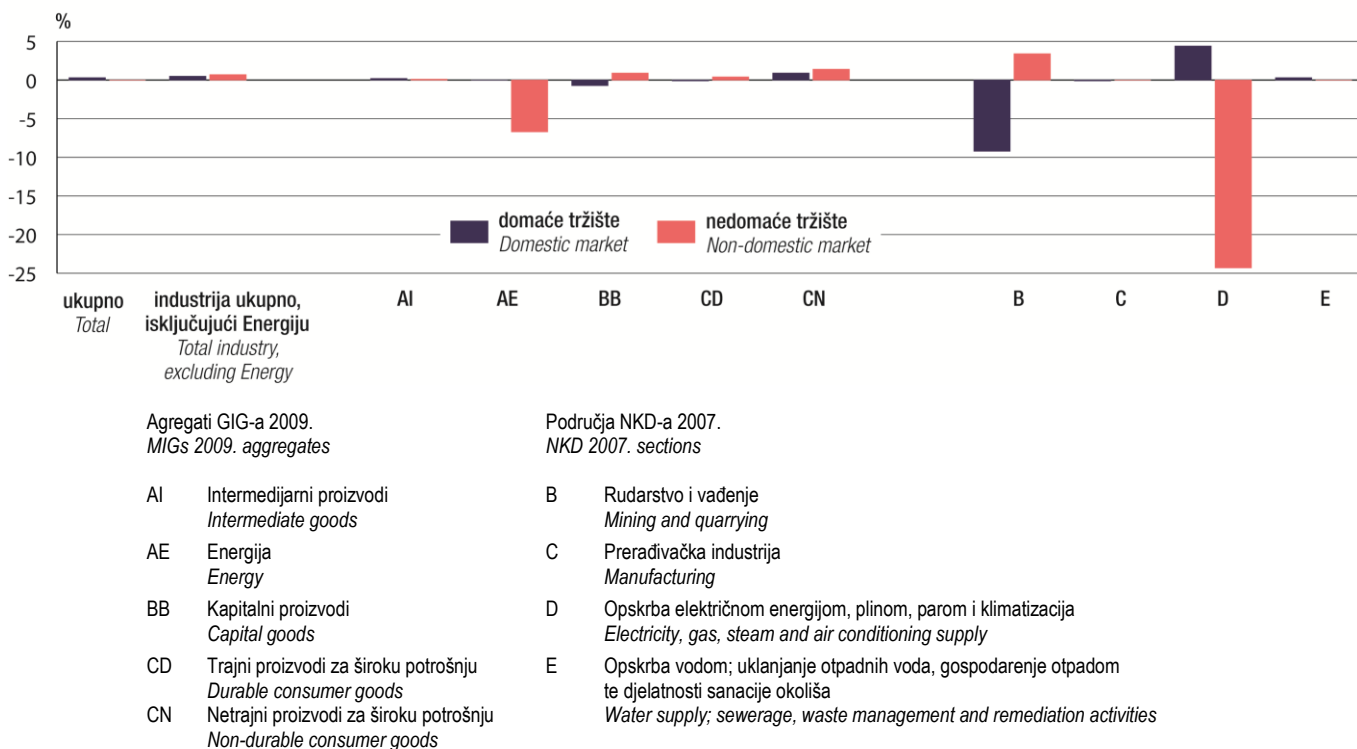 %
5
0
-5
-10
-15
-20
-25
domaće tržište
Domestic market
nedomaće tržište
Non-domestic market
ukupno
Total
industrija ukupno,
isključujući Energiju
Total industry,
excluding Energy
AI
AE
BB
CD
CN
B
C
D
E
Agregati GIG-a 2009.
MIGs 2009. aggregates
AI Intermedijarni proizvodi
Intermediate goods
AE Energija
Energy
BB Kapitalni proizvodi
Capital goods
CD Trajni proizvodi za široku potrošnju
Durable consumer goods
CN Netrajni proizvodi za široku potrošnju
Non-durable consumer goods
Područja NKD-a 2007.
NKD 2007. sections
B Rudarstvo i vađenje
Mining and quarrying
C Prerađivačka industrija
Manufacturing
D Opskrba električnom energijom, plinom, parom i klimatizacija
Electricity, gas, steam and air conditioning supply
E Opskrba vodom; uklanjanje otpadnih voda, gospodarenje otpadom
te djelatnosti sanacije okoliša
Water supply; sewerage, waste management and remediation activities